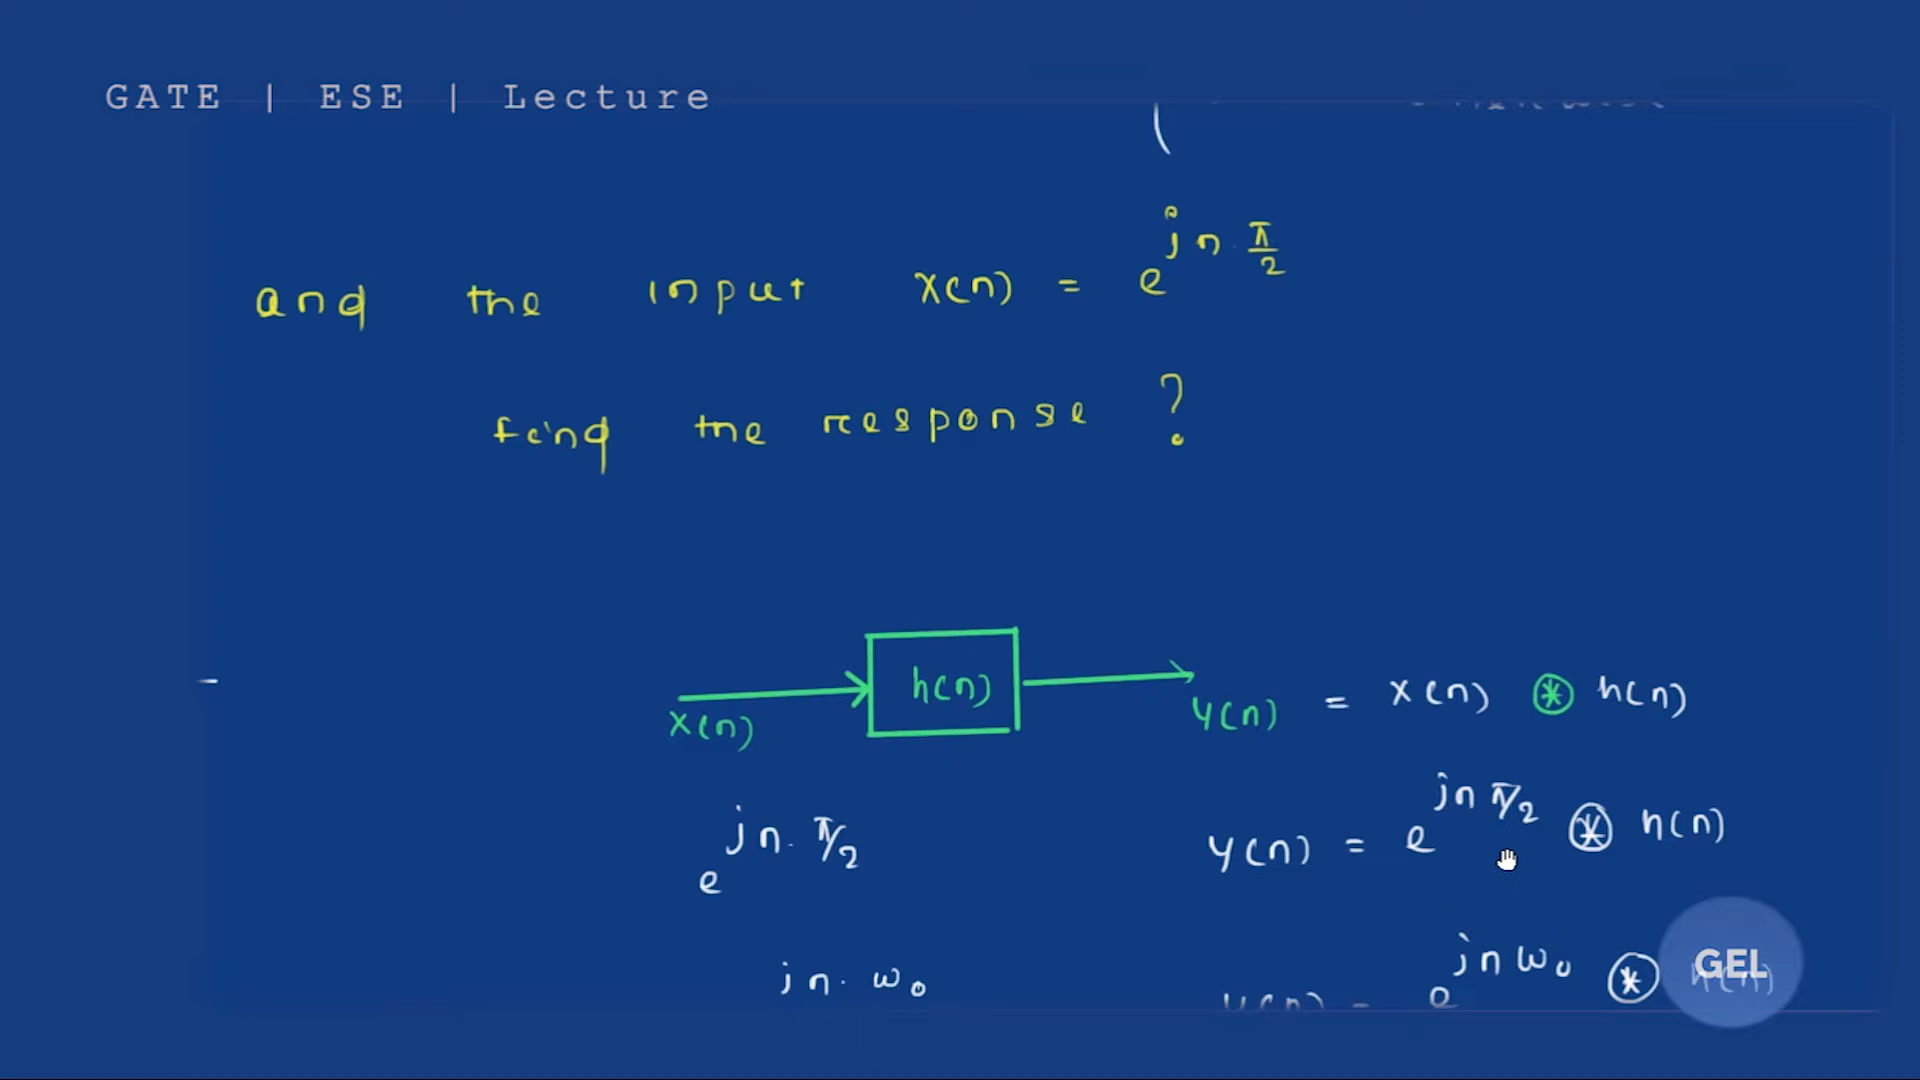 GATE | ESE | Lecture
and the input x(n) = e^{jn·π/2}
find the response ?
h(n)
x(n)
y(n) = x(n) ⊛ h(n)
e^{jn·π/2}
y(n) = e^{jnπ/2} ⊛ h(n)
jn·ω₀
y(n) = e^{jnω₀} ⊛ h(n)
GEL